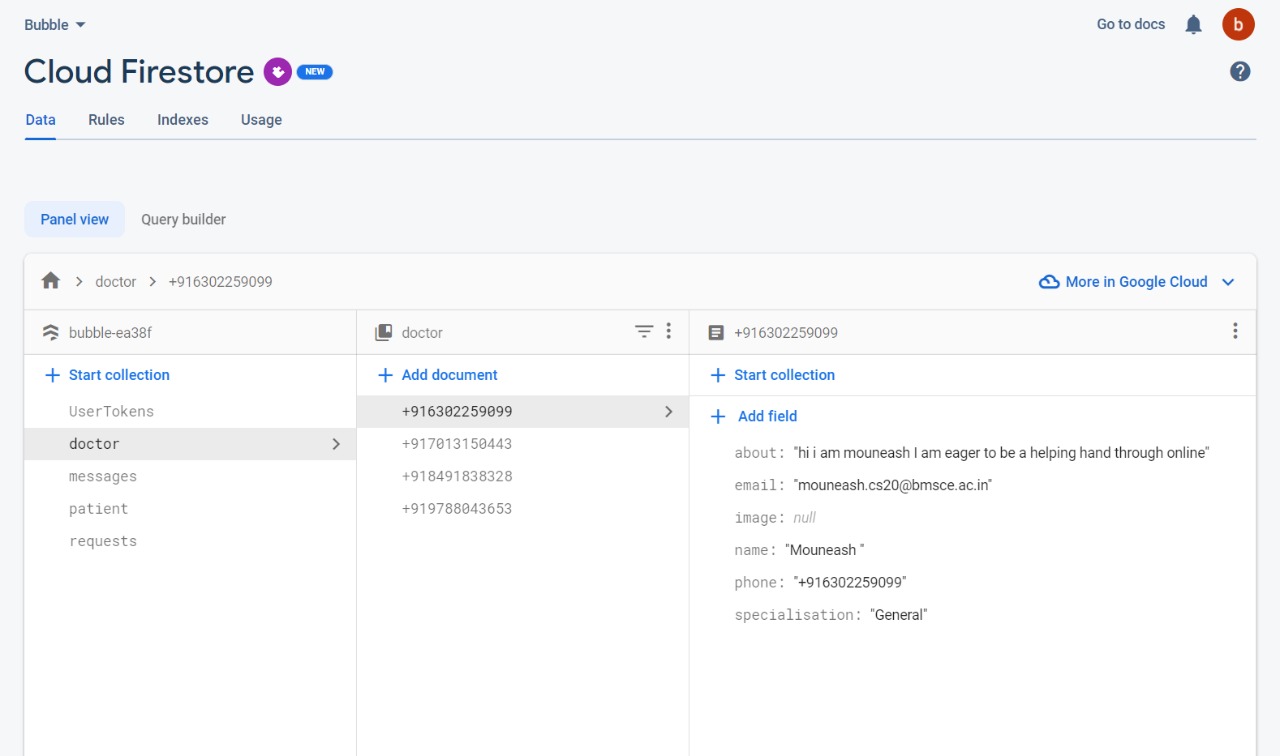 Bubble
Go to docs
b
Cloud Firestore NEW
?
Data Rules Indexes Usage
Panel view Query builder
doctor > +916302259099
More in Google Cloud
bubble-ea38f
doctor
+916302259099
+ Start collection
UserTokens
doctor
messages
patient
requests
+ Add document
+916302259099
+917013150443
+918491838328
+919788043653
+ Start collection
+ Add field
about: "hi i am mouneash I am eager to be a helping hand through online"
email: "mouneash.cs20@bmsce.ac.in"
image: null
name: "Mouneash "
phone: "+916302259099"
specialisation: "General"